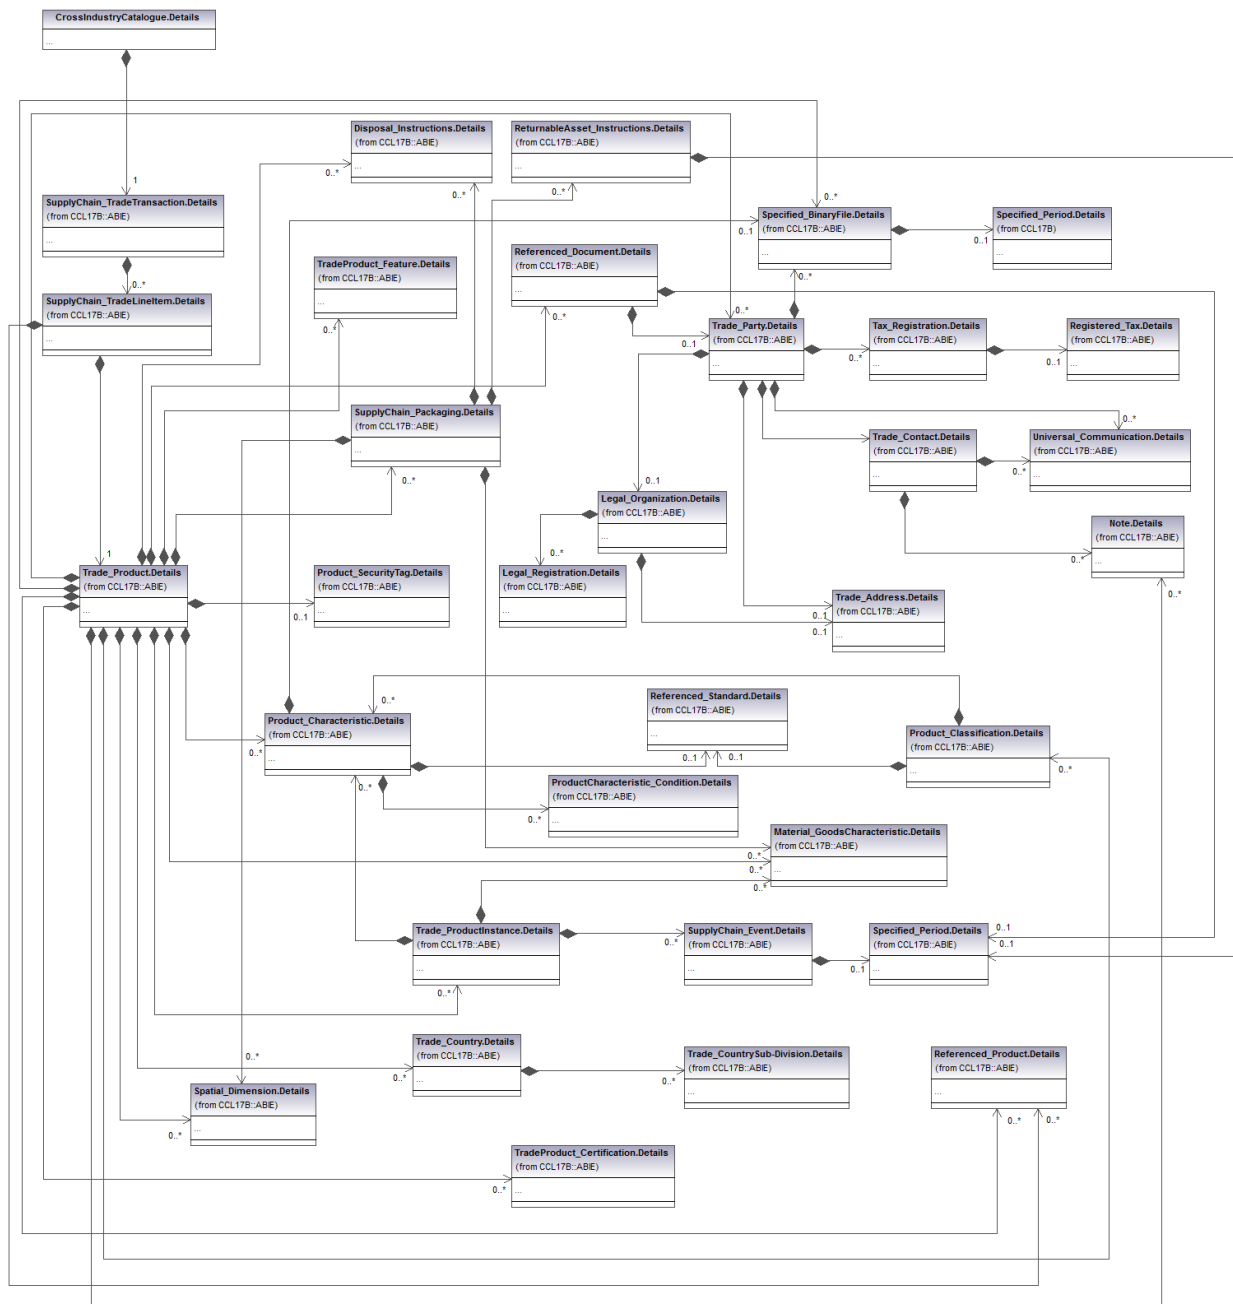 CrossIndustryCatalogue.Details
...
1
SupplyChain_TradeTransaction.Details
(from CCL17B::ABIE)
...
0..*
SupplyChain_TradeLineItem.Details
(from CCL17B::ABIE)
...
1
Disposal_Instructions.Details
(from CCL17B::ABIE)
...
0..*
0..*
ReturnableAsset_Instructions.Details
(from CCL17B::ABIE)
...
0..*
Specified_BinaryFile.Details
(from CCL17B::ABIE)
...
0..*
0..1
0..*
Specified_Period.Details
(from CCL17B)
...
0..1
TradeProduct_Feature.Details
(from CCL17B::ABIE)
...
0..*
Referenced_Document.Details
(from CCL17B::ABIE)
...
0..*
Trade_Party.Details
(from CCL17B::ABIE)
...
0..*
0..1
Tax_Registration.Details
(from CCL17B::ABIE)
...
0..*
Registered_Tax.Details
(from CCL17B::ABIE)
...
0..1
SupplyChain_Packaging.Details
(from CCL17B::ABIE)
...
0..*
Trade_Contact.Details
(from CCL17B::ABIE)
...
Universal_Communication.Details
(from CCL17B::ABIE)
...
0..*
0..*
Legal_Organization.Details
(from CCL17B::ABIE)
...
0..1
Note.Details
(from CCL17B::ABIE)
...
0..*
0..*
Trade_Product.Details
(from CCL17B::ABIE)
...
Product_SecurityTag.Details
(from CCL17B::ABIE)
...
0..1
Legal_Registration.Details
(from CCL17B::ABIE)
...
0..*
Trade_Address.Details
(from CCL17B::ABIE)
...
0..1
0..1
Product_Characteristic.Details
(from CCL17B::ABIE)
...
0..*
0..*
0..*
Referenced_Standard.Details
(from CCL17B::ABIE)
...
0..1
0..1
Product_Classification.Details
(from CCL17B::ABIE)
...
0..*
ProductCharacteristic_Condition.Details
(from CCL17B::ABIE)
...
0..*
Material_GoodsCharacteristic.Details
(from CCL17B::ABIE)
...
0..*
0..*
0..*
Trade_ProductInstance.Details
(from CCL17B::ABIE)
...
0..*
SupplyChain_Event.Details
(from CCL17B::ABIE)
...
0..*
Specified_Period.Details
(from CCL17B::ABIE)
...
0..1
0..1
0..1
Trade_Country.Details
(from CCL17B::ABIE)
...
0..*
Trade_CountrySub-Division.Details
(from CCL17B::ABIE)
...
0..*
Referenced_Product.Details
(from CCL17B::ABIE)
...
0..*
0..*
Spatial_Dimension.Details
(from CCL17B::ABIE)
...
0..*
0..*
TradeProduct_Certification.Details
(from CCL17B::ABIE)
...
0..*